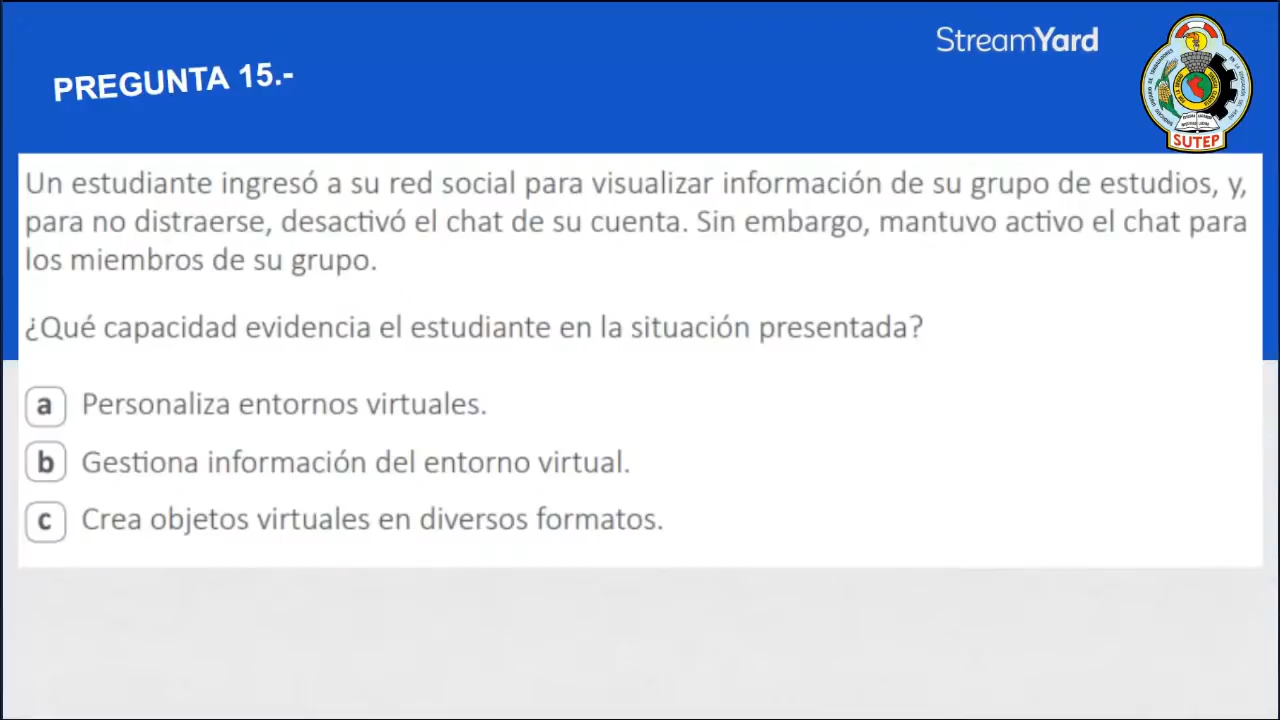 StreamYard
PREGUNTA 15.-
SUTEP
Un estudiante ingresó a su red social para visualizar información de su grupo de estudios, y,
para no distraerse, desactivó el chat de su cuenta. Sin embargo, mantuvo activo el chat para
los miembros de su grupo.
¿Qué capacidad evidencia el estudiante en la situación presentada?
a Personaliza entornos virtuales.
b Gestiona información del entorno virtual.
c Crea objetos virtuales en diversos formatos.